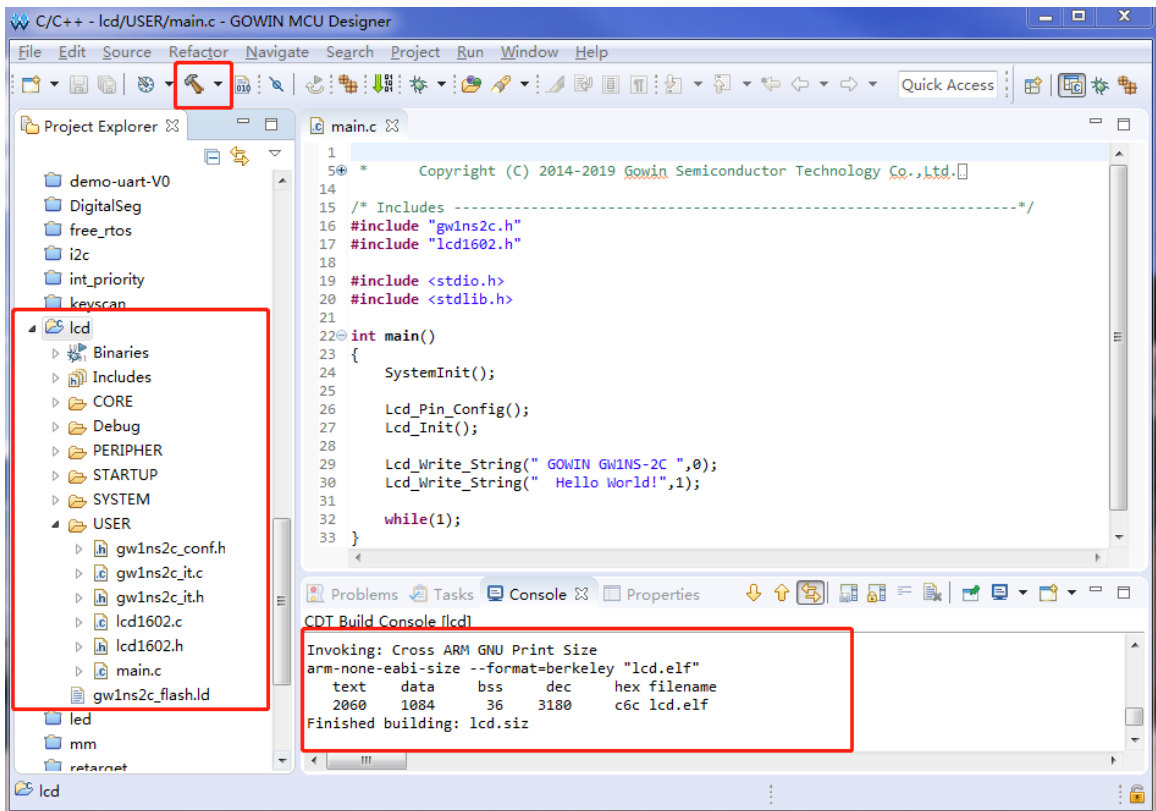 C/C++ - lcd/USER/main.c - GOWIN MCU Designer
File Edit Source Refactor Navigate Search Project Run Window Help
Quick Access
Project Explorer
demo-uart-V0
DigitalSeg
free_rtos
i2c
int_priority
keyscan
lcd
Binaries
Includes
CORE
Debug
PERIPHER
STARTUP
SYSTEM
USER
gw1ns2c_conf.h
gw1ns2c_it.c
gw1ns2c_it.h
lcd1602.c
lcd1602.h
main.c
gw1ns2c_flash.ld
led
mm
retarget
main.c
1
5 * Copyright (C) 2014-2019 Gowin Semiconductor Technology Co.,Ltd.
14
15 /* Includes ------------------------------------------------------------------*/
16 #include "gw1ns2c.h"
17 #include "lcd1602.h"
18
19 #include <stdio.h>
20 #include <stdlib.h>
21
22 int main()
23 {
24 SystemInit();
25
26 Lcd_Pin_Config();
27 Lcd_Init();
28
29 Lcd_Write_String(" GOWIN GW1NS-2C ",0);
30 Lcd_Write_String("  Hello World!",1);
31
32 while(1);
33 }
Problems Tasks Console Properties
CDT Build Console [lcd]
Invoking: Cross ARM GNU Print Size
arm-none-eabi-size --format=berkeley "lcd.elf"
text data bss dec hex filename
2060 1084 36 3180 c6c lcd.elf
Finished building: lcd.siz
lcd